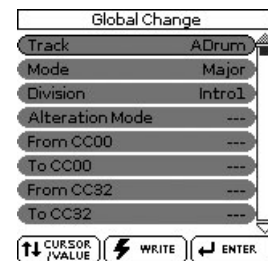 Global Change
Track ADrum
Mode Major
Division Intro1
Alteration Mode ---
From CC00 ---
To CC00 ---
From CC32 ---
To CC32 ---
CURSOR /VALUE WRITE ENTER